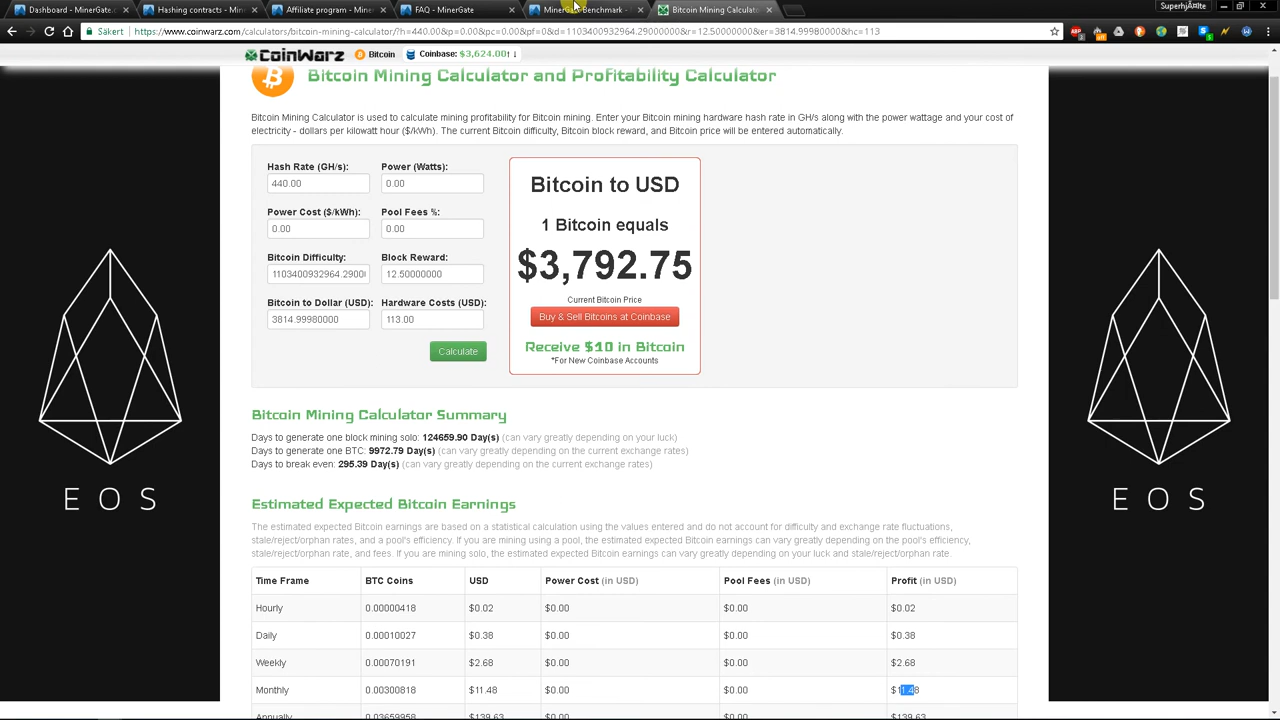 Dashboard - MinerGate
Hashing contracts - Min
Affiliate program - Miner
FAQ - MinerGate
MinerGate Benchmark -
Bitcoin Mining Calculato
Säkert
https://www.coinwarz.com/calculators/bitcoin-mining-calculator/?h=440.00&p=0.00&pc=0.00&pf=0&d=1103400932964.29000000&r=12.50000000&er=3814.99980000&hc=113
CoinWarz
Bitcoin
Coinbase: $3,624.00↑↓
Bitcoin Mining Calculator and Profitability Calculator
Bitcoin Mining Calculator is used to calculate mining profitability for Bitcoin mining. Enter your Bitcoin mining hardware hash rate in GH/s along with the power wattage and your cost of
electricity - dollars per kilowatt hour ($/kWh). The current Bitcoin difficulty, Bitcoin block reward, and Bitcoin price will be entered automatically.
Hash Rate (GH/s): Power (Watts):
440.00 0.00
Power Cost ($/kWh): Pool Fees %:
0.00 0.00
Bitcoin Difficulty: Block Reward:
1103400932964.2900 12.50000000
Bitcoin to Dollar (USD): Hardware Costs (USD):
3814.99980000 113.00
Calculate
Bitcoin to USD
1 Bitcoin equals
$3,792.75
Current Bitcoin Price
Buy & Sell Bitcoins at Coinbase
Receive $10 in Bitcoin
*For New Coinbase Accounts
EOS
EOS
Bitcoin Mining Calculator Summary
Days to generate one block mining solo: 124659.90 Day(s) (can vary greatly depending on your luck)
Days to generate one BTC: 9972.79 Day(s) (can vary greatly depending on the current exchange rates)
Days to break even: 295.39 Day(s) (can vary greatly depending on the current exchange rates)
Estimated Expected Bitcoin Earnings
The estimated expected Bitcoin earnings are based on a statistical calculation using the values entered and do not account for difficulty and exchange rate fluctuations,
stale/reject/orphan rates, and a pool's efficiency. If you are mining using a pool, the estimated expected Bitcoin earnings can vary greatly depending on the pool's efficiency,
stale/reject/orphan rate, and fees. If you are mining solo, the estimated expected Bitcoin earnings can vary greatly depending on your luck and stale/reject/orphan rate.
Time Frame BTC Coins USD Power Cost (in USD) Pool Fees (in USD) Profit (in USD)
Hourly 0.00000418 $0.02 $0.00 $0.00 $0.02
Daily 0.00010027 $0.38 $0.00 $0.00 $0.38
Weekly 0.00070191 $2.68 $0.00 $0.00 $2.68
Monthly 0.00300818 $11.48 $0.00 $0.00 $11.48
Annually 0.03659958 $139.63 $0.00 $0.00 $139.63